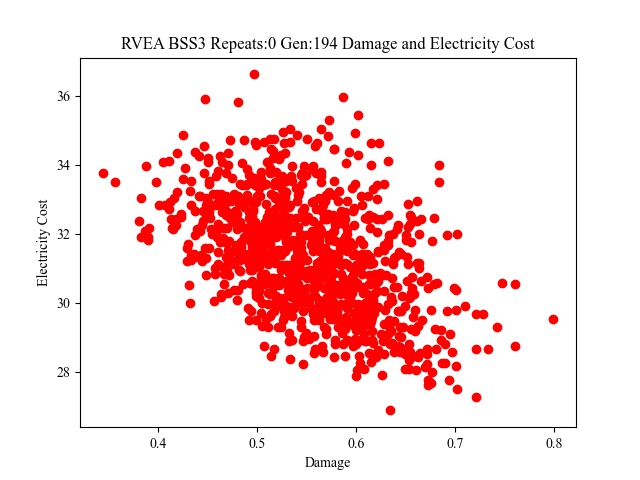 RVEA BSS3 Repeats:0 Gen:194 Damage and Electricity Cost
36
34
32
30
28
Electricity Cost
0.4 0.5 0.6 0.7 0.8
Damage